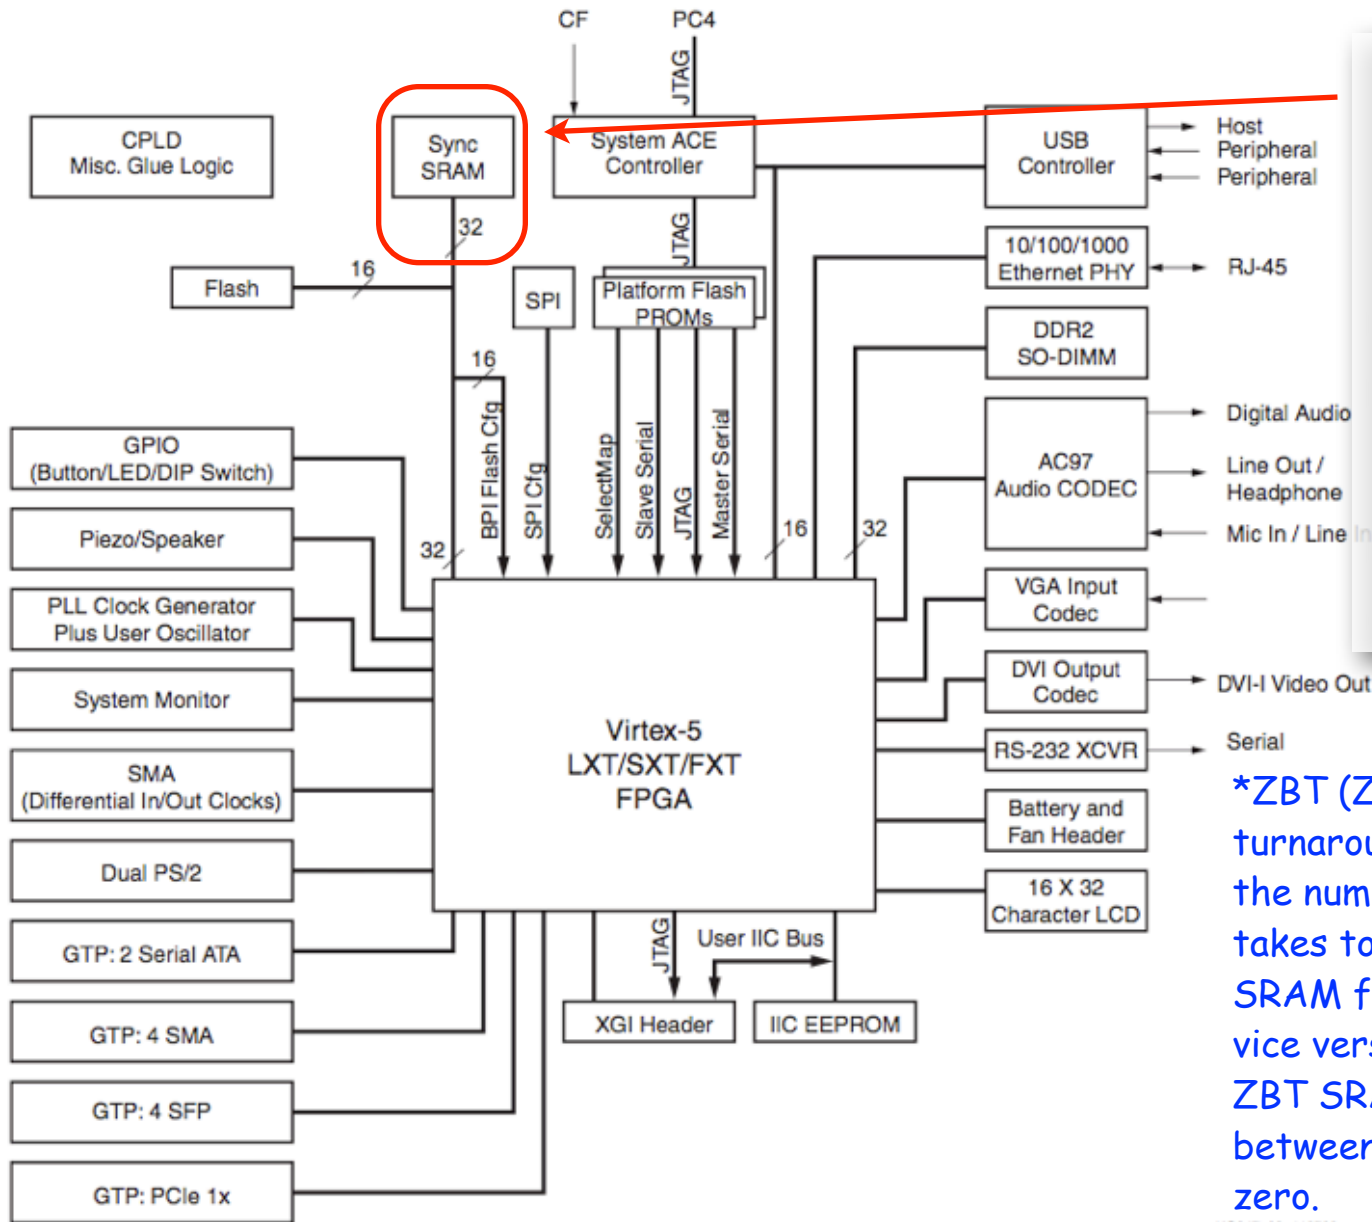 CF
PC4
JTAG
CPLD
Misc. Glue Logic
Sync
SRAM
System ACE
Controller
USB
Controller
Host
Peripheral
Peripheral
32
JTAG
10/100/1000
Ethernet PHY
RJ-45
Flash
16
SPI
Platform Flash
PROMs
DDR2
SO-DIMM
16
BPI Flash Cfg
SPI Cfg
SelectMap
Slave Serial
JTAG
Master Serial
AC97
Audio CODEC
Digital Audio
Line Out /
Headphone
Mic In / Line In
GPIO
(Button/LED/DIP Switch)
Piezo/Speaker
32
16
32
PLL Clock Generator
Plus User Oscillator
VGA Input
Codec
System Monitor
DVI Output
Codec
DVI-I Video Out
Virtex-5
LXT/SXT/FXT
FPGA
RS-232 XCVR
Serial
SMA
(Differential In/Out Clocks)
Battery and
Fan Header
Dual PS/2
16 X 32
Character LCD
GTP: 2 Serial ATA
JTAG
User IIC Bus
GTP: 4 SMA
XGI Header
IIC EEPROM
GTP: 4 SFP
GTP: PCIe 1x
*ZBT (Z
turnarou
the num
takes to
SRAM f
vice vers
ZBT SRA
between
zero.